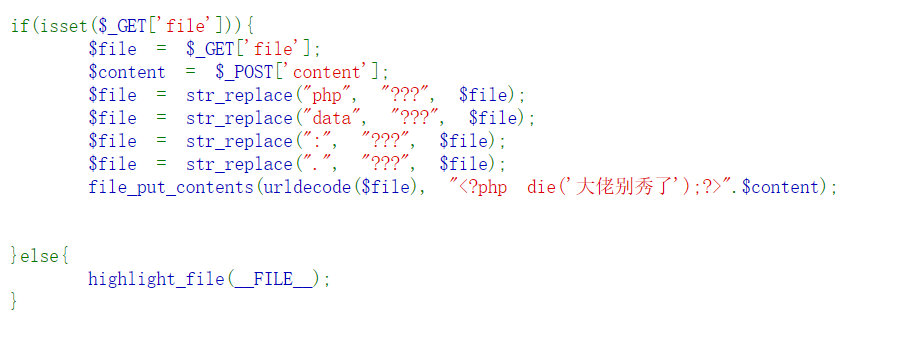 if(isset($_GET['file'])){
$file = $_GET['file'];
$content = $_POST['content'];
$file = str_replace("php", "???", $file);
$file = str_replace("data", "???", $file);
$file = str_replace(":", "???", $file);
$file = str_replace(".", "???", $file);
file_put_contents(urldecode($file), "<?php die('大佬别秀了');?>".$content);
}else{
highlight_file(__FILE__);
}